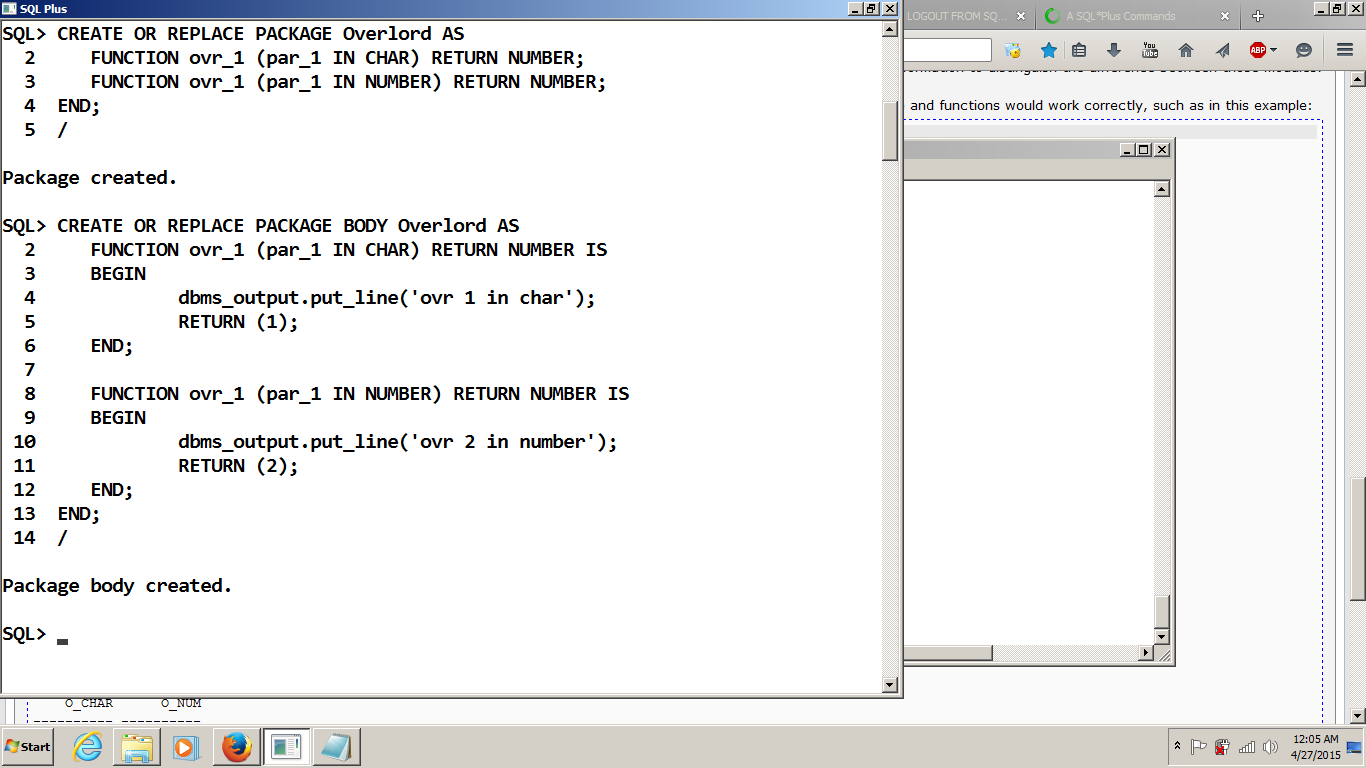 SQL Plus
SQL> CREATE OR REPLACE PACKAGE Overlord AS
2 FUNCTION ovr_1 (par_1 IN CHAR) RETURN NUMBER;
3 FUNCTION ovr_1 (par_1 IN NUMBER) RETURN NUMBER;
4 END;
5 /
Package created.
SQL> CREATE OR REPLACE PACKAGE BODY Overlord AS
2 FUNCTION ovr_1 (par_1 IN CHAR) RETURN NUMBER IS
3 BEGIN
4 dbms_output.put_line('ovr 1 in char');
5 RETURN (1);
6 END;
7
8 FUNCTION ovr_1 (par_1 IN NUMBER) RETURN NUMBER IS
9 BEGIN
10 dbms_output.put_line('ovr 2 in number');
11 RETURN (2);
12 END;
13 END;
14 /
Package body created.
SQL>
LOGOUT FROM SQ...
A SQL*Plus Commands
You Tube
ABP
and functions would work correctly, such as in this example:
O_CHAR O_NUM
---------- ----------
Start
12:05 AM
4/27/2015